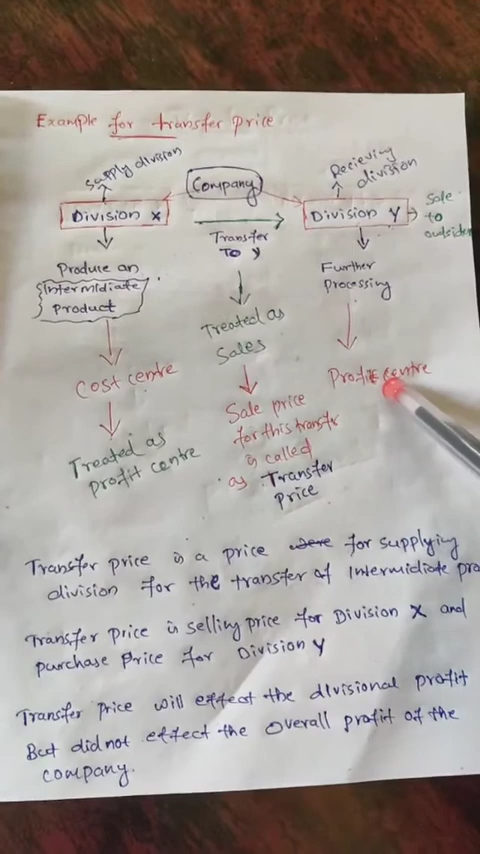 Example for transfer price
Supply division
Company
Recieving
division
Division X
Transfer
To Y
Division Y
Sale
to
outsider
Produce an
Intermidiate
Product
Treated as
Sales
Further
Processing
Cost centre
Sale price
for this transfer
is called
as Transfer
Price
Profit centre
Treated as
profit centre
Transfer price is a price for supplying
division for the transfer of Intermidiate pro
Transfer price is selling price for Division X and
purchase price for Division Y
Transfer price will effect the divisional profit
But did not effect the overall profit of the
company.